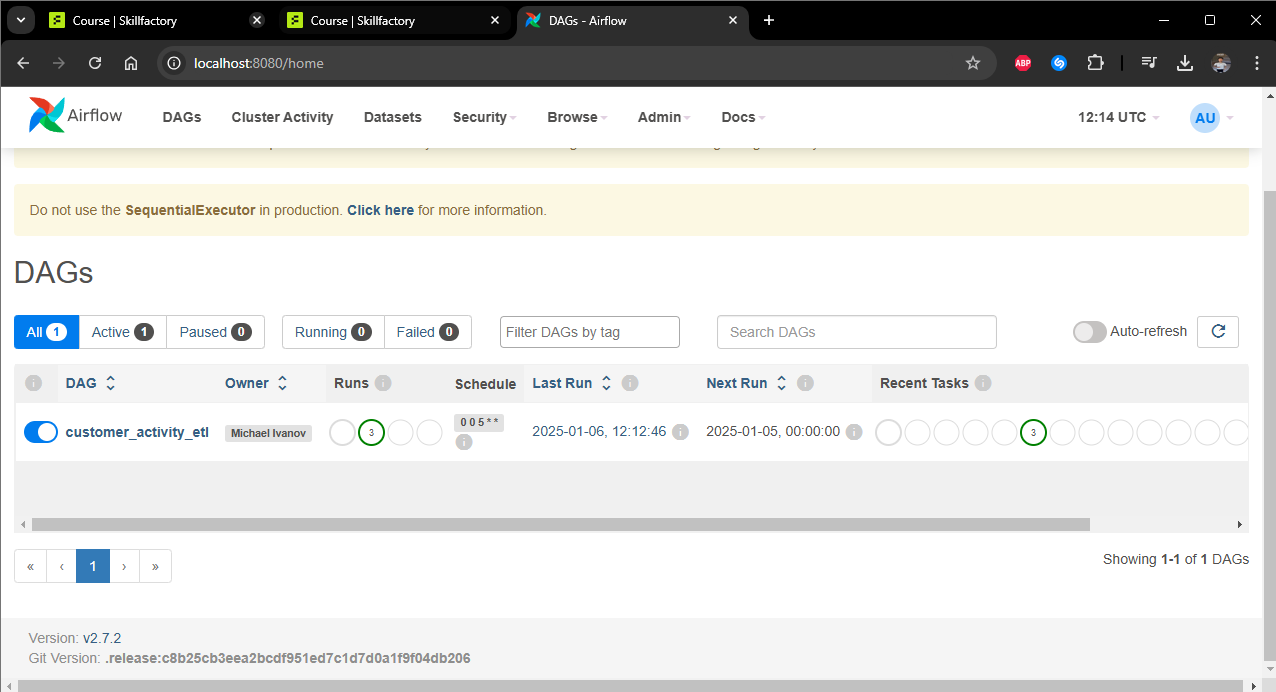 Course | Skillfactory
Course | Skillfactory
DAGs - Airflow
localhost:8080/home
ABP
Airflow
DAGs
Cluster Activity
Datasets
Security
Browse
Admin
Docs
12:14 UTC
AU
Do not use the SequentialExecutor in production. Click here for more information.
DAGs
All 1
Active 1
Paused 0
Running 0
Failed 0
Filter DAGs by tag
Search DAGs
Auto-refresh
DAG
Owner
Runs
Schedule
Last Run
Next Run
Recent Tasks
customer_activity_etl
Michael Ivanov
3
0 0 5 * *
2025-01-06, 12:12:46
2025-01-05, 00:00:00
3
« ‹ 1 › »
Showing 1-1 of 1 DAGs
Version: v2.7.2
Git Version: .release:c8b25cb3eea2bcdf951ed7c1d7d0a1f9f04db206